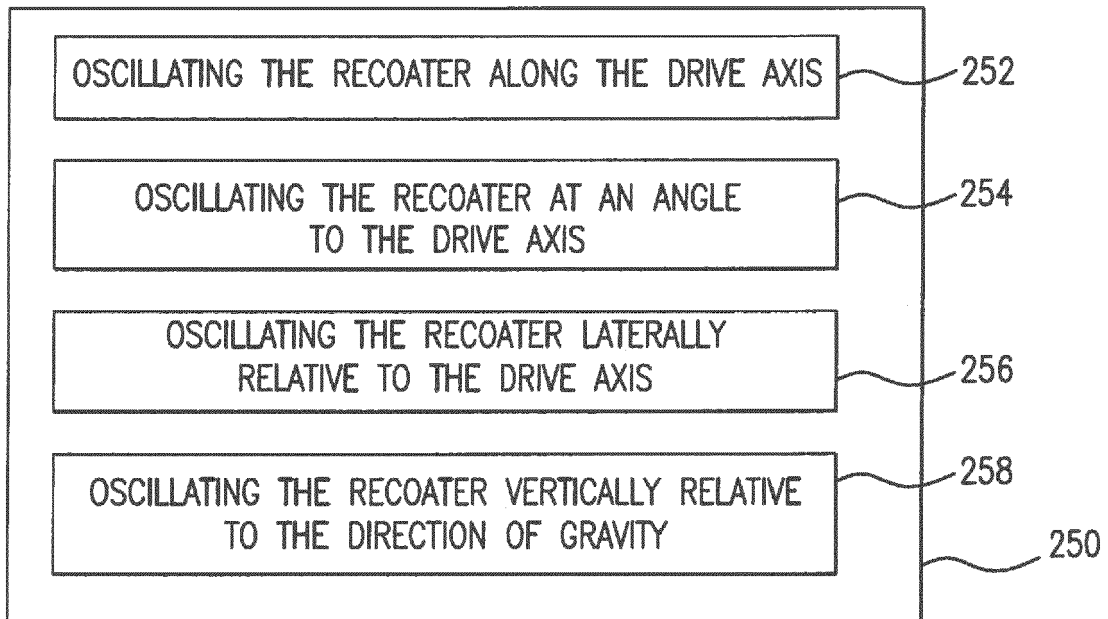 OSCILLATING THE RECOATER ALONG THE DRIVE AXIS
252
OSCILLATING THE RECOATER AT AN ANGLE
TO THE DRIVE AXIS
254
OSCILLATING THE RECOATER LATERALLY
RELATIVE TO THE DRIVE AXIS
256
OSCILLATING THE RECOATER VERTICALLY RELATIVE
TO THE DIRECTION OF GRAVITY
258
250